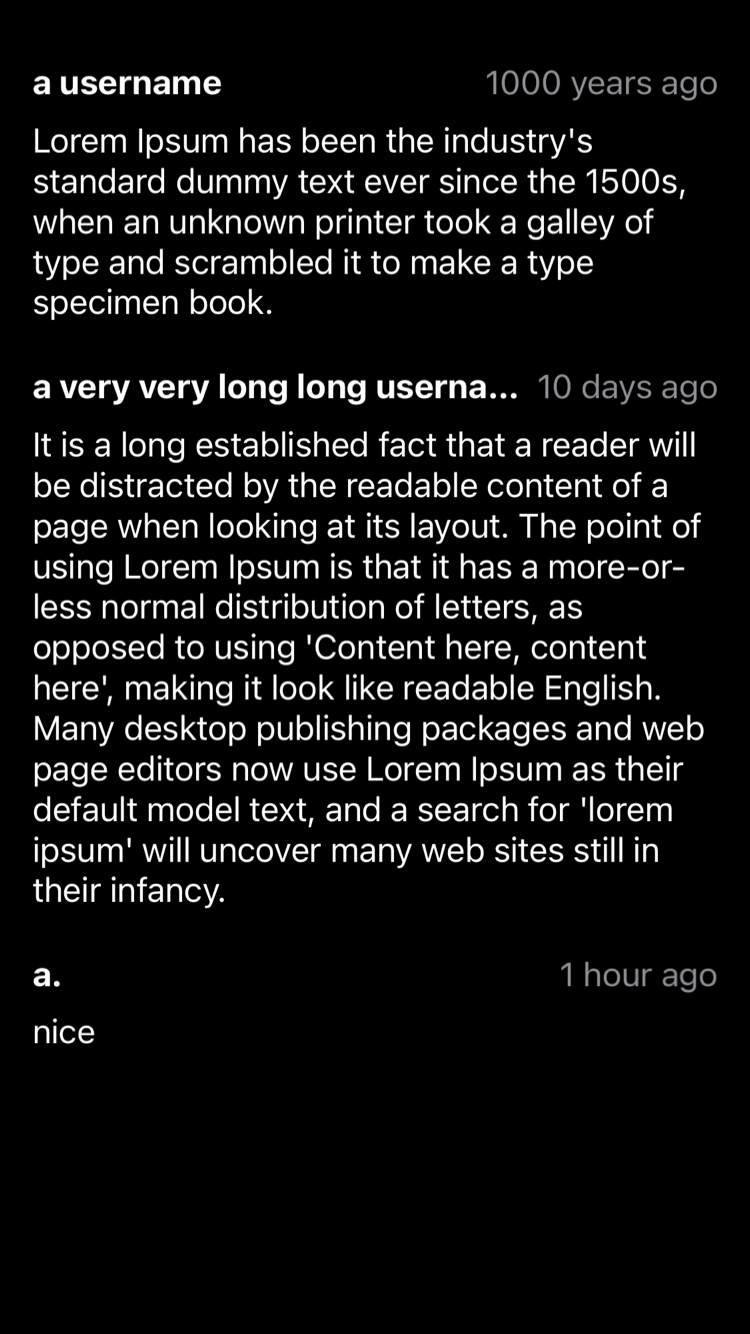 a username 1000 years ago
Lorem Ipsum has been the industry's
standard dummy text ever since the 1500s,
when an unknown printer took a galley of
type and scrambled it to make a type
specimen book.
a very very long long userna... 10 days ago
It is a long established fact that a reader will
be distracted by the readable content of a
page when looking at its layout. The point of
using Lorem Ipsum is that it has a more-or-
less normal distribution of letters, as
opposed to using 'Content here, content
here', making it look like readable English.
Many desktop publishing packages and web
page editors now use Lorem Ipsum as their
default model text, and a search for 'lorem
ipsum' will uncover many web sites still in
their infancy.
a. 1 hour ago
nice